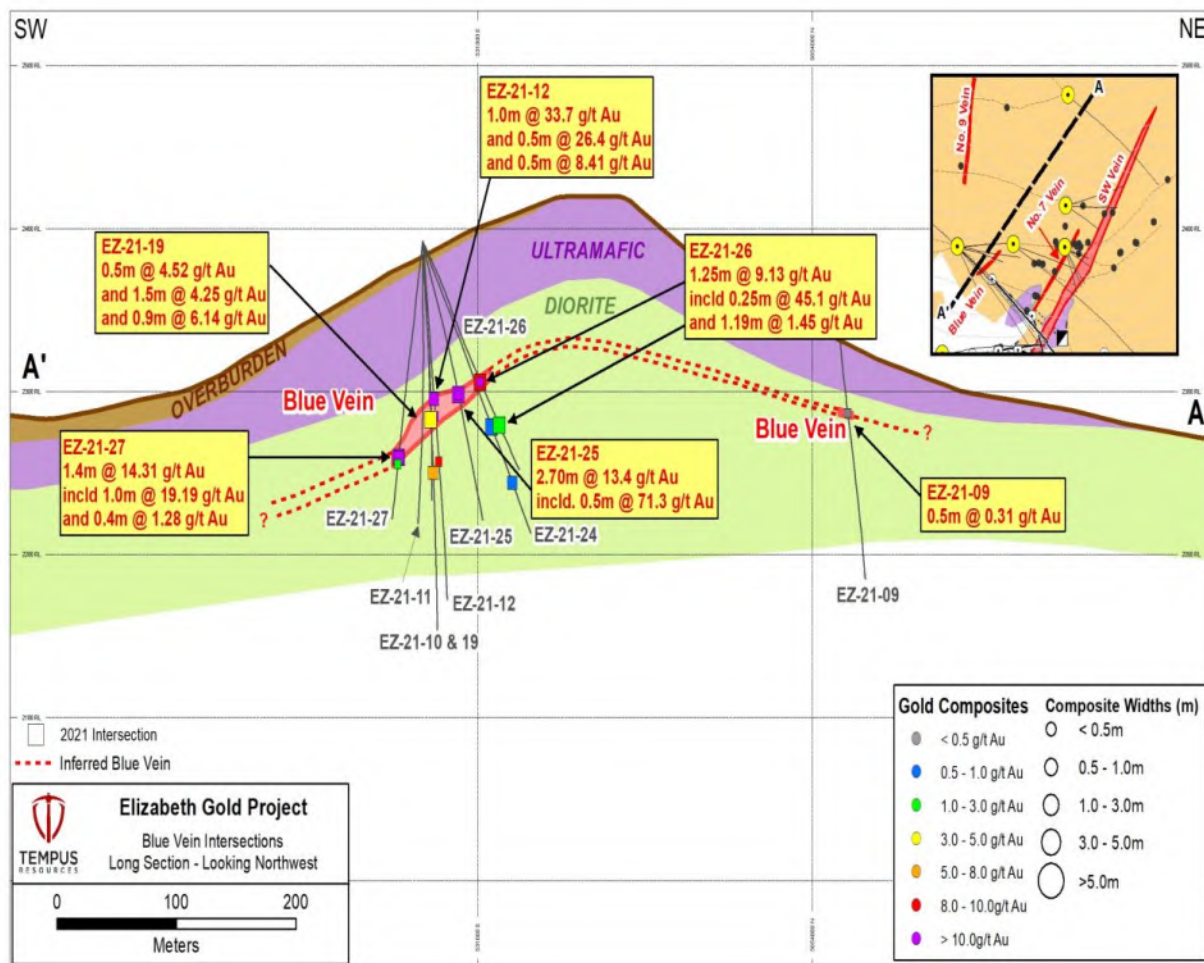 SW
NE
EZ-21-12
1.0m @ 33.7 g/t Au
and 0.5m @ 26.4 g/t Au
and 0.5m @ 8.41 g/t Au
A
No. 9 Vein
No. 7 Vein
SW Vein
Blue Vein
A'
EZ-21-19
0.5m @ 4.52 g/t Au
and 1.5m @ 4.25 g/t Au
and 0.9m @ 6.14 g/t Au
ULTRAMAFIC
EZ-21-26
1.25m @ 9.13 g/t Au
incld 0.25m @ 45.1 g/t Au
and 1.19m @ 1.45 g/t Au
DIORITE
EZ-21-26
A'
OVERBURDEN
A
Blue Vein
Blue Vein
?
EZ-21-27
1.4m @ 14.31 g/t Au
incld 1.0m @ 19.19 g/t Au
and 0.4m @ 1.28 g/t Au
?
EZ-21-25
2.70m @ 13.4 g/t Au
incld. 0.5m @ 71.3 g/t Au
EZ-21-09
0.5m @ 0.31 g/t Au
EZ-21-27
EZ-21-25
EZ-21-24
EZ-21-11
EZ-21-12
EZ-21-09
EZ-21-10 & 19
2021 Intersection
Inferred Blue Vein
TEMPUS
RESOURCES
Elizabeth Gold Project
Blue Vein Intersections
Long Section - Looking Northwest
0 100 200
Meters
Gold Composites
< 0.5 g/t Au
0.5 - 1.0 g/t Au
1.0 - 3.0 g/t Au
3.0 - 5.0 g/t Au
5.0 - 8.0 g/t Au
8.0 - 10.0g/t Au
> 10.0g/t Au
Composite Widths (m)
< 0.5m
0.5 - 1.0m
1.0 - 3.0m
3.0 - 5.0m
>5.0m